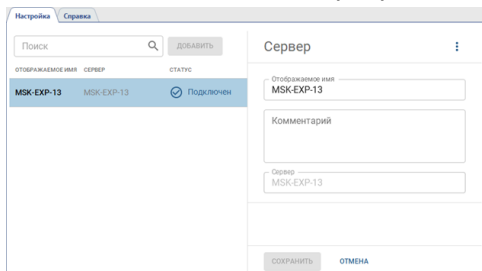 Настройка Справка
Поиск ДОБАВИТЬ
ОТОБРАЖАЕМОЕ ИМЯ СЕРВЕР СТАТУС
MSK-EXP-13 MSK-EXP-13 Подключен
Сервер
Отображаемое имя
MSK-EXP-13
Комментарий
Сервер
MSK-EXP-13
СОХРАНИТЬ ОТМЕНА